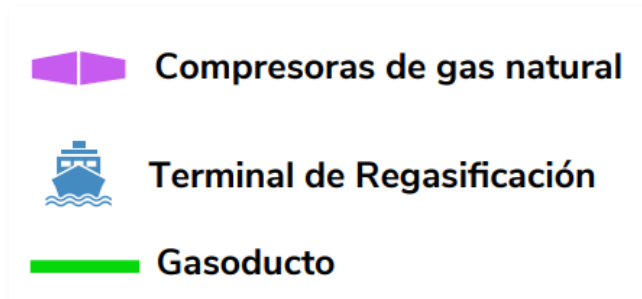 Compresoras de gas natural
Terminal de Regasificación
Gasoducto